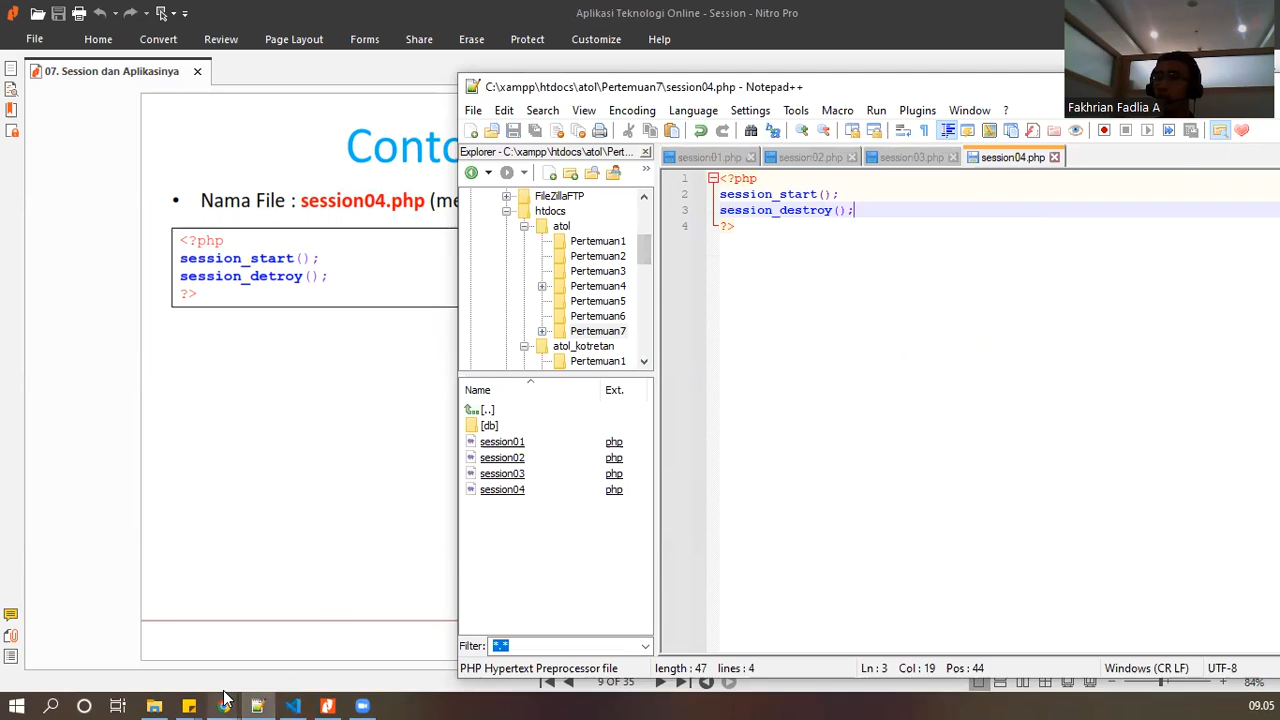 Aplikasi Teknologi Online - Session - Nitro Pro
File Home Convert Review Page Layout Forms Share Erase Protect Customize Help
07. Session dan Aplikasinya
Conto
• Nama File : session04.php (me
<?php
session_start();
session_detroy();
?>
C:\xampp\htdocs\atol\Pertemuan7\session04.php - Notepad++
File Edit Search View Encoding Language Settings Tools Macro Run Plugins Window ?
Explorer - C:\xampp\htdocs\atol\Pert...
FileZillaFTP
htdocs
atol
Pertemuan1
Pertemuan2
Pertemuan3
Pertemuan4
Pertemuan5
Pertemuan6
Pertemuan7
atol_kotretan
Pertemuan1
Name Ext.
[..]
[db]
session01 php
session02 php
session03 php
session04 php
Filter: *.*
session01.php session02.php session03.php session04.php
1 <?php
2 session_start();
3 session_destroy();
4 ?>
PHP Hypertext Preprocessor file length : 47 lines : 4 Ln : 3 Col : 19 Pos : 44 Windows (CR LF) UTF-8
9 OF 35
84%
Fakhrian Fadlia A
09.05